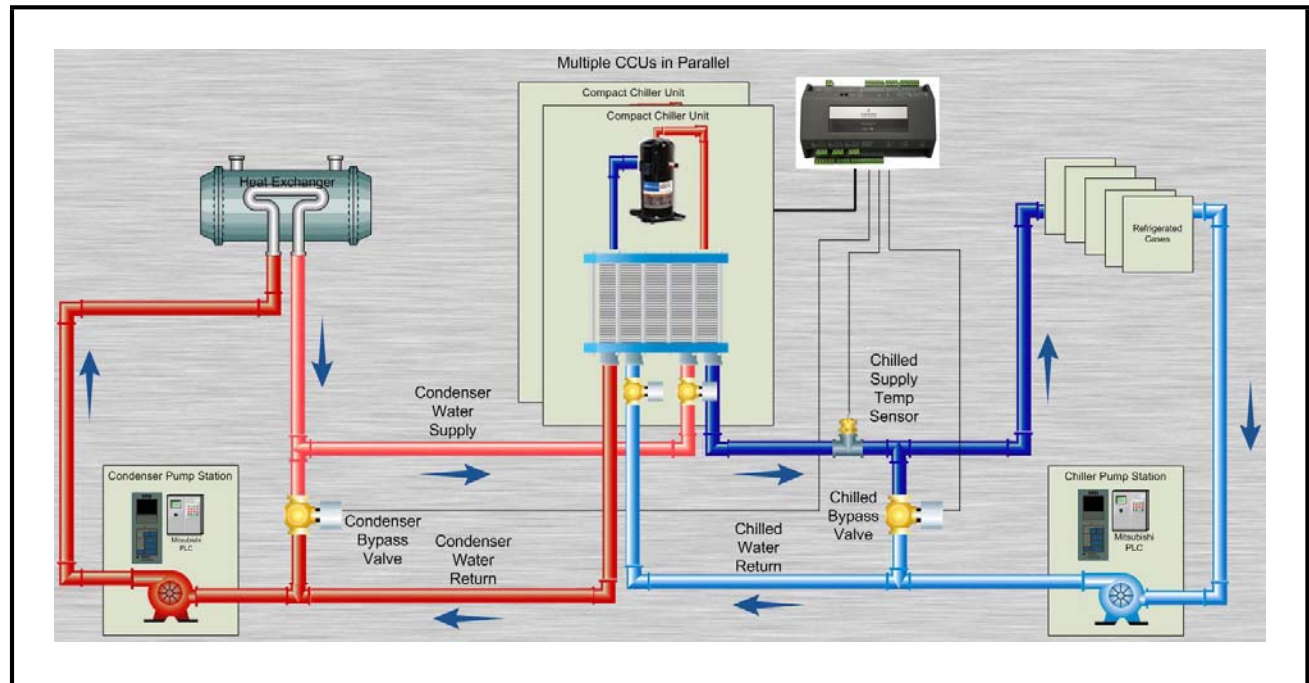 Multiple CCUs in Parallel
Compact Chiller Unit
Compact Chiller Unit
Heat Exchanger
Refrigerated
Cases
Condenser
Water
Supply
Chilled
Supply
Temp
Sensor
Condenser Pump Station
Mitsubishi
PLC
Condenser
Bypass
Valve
Condenser
Water
Return
Chilled
Water
Return
Chilled
Bypass
Valve
Chiller Pump Station
Mitsubishi
PLC